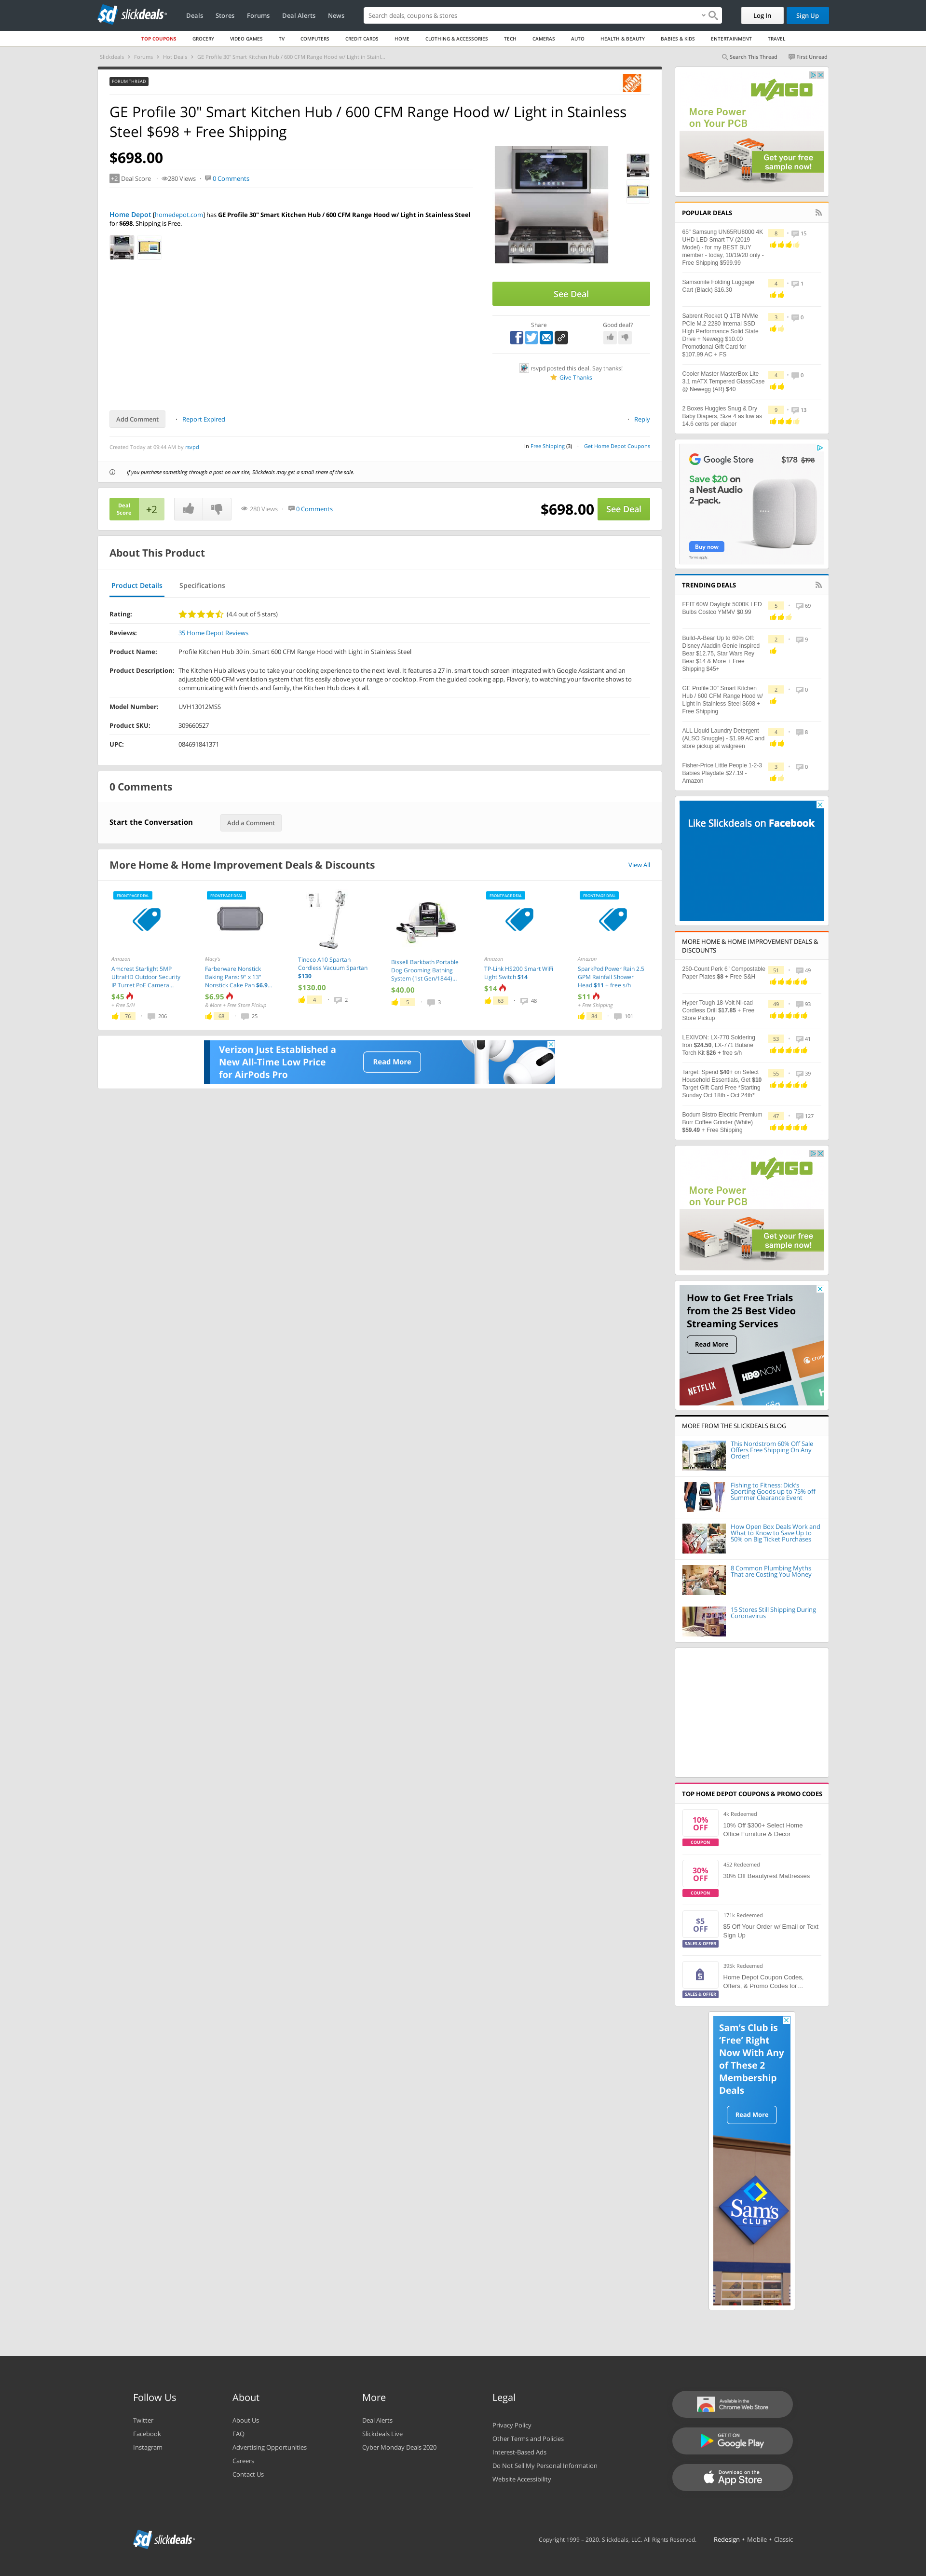 sd slickdeals
Deals Stores Forums Deal Alerts News
Search deals, coupons & stores
Log In Sign Up
TOP COUPONS GROCERY VIDEO GAMES TV COMPUTERS CREDIT CARDS HOME CLOTHING & ACCESSORIES TECH CAMERAS AUTO HEALTH & BEAUTY BABIES & KIDS ENTERTAINMENT TRAVEL
Slickdeals > Forums > Hot Deals > GE Profile 30" Smart Kitchen Hub / 600 CFM Range Hood w/ Light in Stainl...
Search This Thread First Unread
FORUM THREAD
GE Profile 30" Smart Kitchen Hub / 600 CFM Range Hood w/ Light in Stainless
Steel $698 + Free Shipping
$698.00
+2 Deal Score 280 Views 0 Comments
Home Depot [homedepot.com] has GE Profile 30" Smart Kitchen Hub / 600 CFM Range Hood w/ Light in Stainless Steel
for $698. Shipping is Free.
See Deal
Share Good deal?
rsvpd posted this deal. Say thanks!
Give Thanks
Add Comment Report Expired Reply
Created Today at 09:44 AM by rsvpd
in Free Shipping (3) Get Home Depot Coupons
If you purchase something through a post on our site, Slickdeals may get a small share of the sale.
Deal
Score
+2
280 Views 0 Comments
$698.00 See Deal
About This Product
Product Details Specifications
Rating: (4.4 out of 5 stars)
Reviews: 35 Home Depot Reviews
Product Name: Profile Kitchen Hub 30 in. Smart 600 CFM Range Hood with Light in Stainless Steel
Product Description: The Kitchen Hub allows you to take your cooking experience to the next level. It features a 27 in. smart touch screen integrated with Google Assistant and an
adjustable 600-CFM ventilation system that fits easily above your range or cooktop. From the guided cooking app, Flavorly, to watching your favorite shows to
communicating with friends and family, the Kitchen Hub does it all.
Model Number: UVH13012MSS
Product SKU: 309660527
UPC: 084691841371
0 Comments
Start the Conversation Add a Comment
More Home & Home Improvement Deals & Discounts
View All
FRONTPAGE DEAL
Amazon
Amcrest Starlight 5MP
UltraHD Outdoor Security
IP Turret PoE Camera...
$45
+ Free S/H
76 206
FRONTPAGE DEAL
Macy's
Farberware Nonstick
Baking Pans: 9" x 13"
Nonstick Cake Pan $6.9...
$6.95
& More + Free Store Pickup
68 25
Tineco A10 Spartan
Cordless Vacuum Spartan
$130
$130.00
4 2
Bissell Barkbath Portable
Dog Grooming Bathing
System (1st Gen/1844)...
$40.00
5 3
FRONTPAGE DEAL
Amazon
TP-Link HS200 Smart WiFi
Light Switch $14
$14
63 48
FRONTPAGE DEAL
Amazon
SparkPod Power Rain 2.5
GPM Rainfall Shower
Head $11 + free s/h
$11
+ Free Shipping
84 101
Verizon Just Established a
New All-Time Low Price
for AirPods Pro
Read More
WAGO
More Power
on Your PCB
Get your free
sample now!
POPULAR DEALS
65" Samsung UN65RU8000 4K
UHD LED Smart TV (2019
Model) - for my BEST BUY
member - today, 10/19/20 only -
Free Shipping $599.99
8 15
Samsonite Folding Luggage
Cart (Black) $16.30
4 1
Sabrent Rocket Q 1TB NVMe
PCIe M.2 2280 Internal SSD
High Performance Solid State
Drive + Newegg $10.00
Promotional Gift Card for
$107.99 AC + FS
3 0
Cooler Master MasterBox Lite
3.1 mATX Tempered GlassCase
@ Newegg (AR) $40
4 0
2 Boxes Huggies Snug & Dry
Baby Diapers, Size 4 as low as
14.6 cents per diaper
9 13
Google Store $178 $198
Save $20 on
a Nest Audio
2-pack.
Buy now
Terms apply.
TRENDING DEALS
FEIT 60W Daylight 5000K LED
Bulbs Costco YMMV $0.99
5 69
Build-A-Bear Up to 60% Off:
Disney Aladdin Genie Inspired
Bear $12.75, Star Wars Rey
Bear $14 & More + Free
Shipping $45+
2 9
GE Profile 30" Smart Kitchen
Hub / 600 CFM Range Hood w/
Light in Stainless Steel $698 +
Free Shipping
2 0
ALL Liquid Laundry Detergent
(ALSO Snuggle) - $1.99 AC and
store pickup at walgreen
4 8
Fisher-Price Little People 1-2-3
Babies Playdate $27.19 -
Amazon
3 0
Like Slickdeals on Facebook
MORE HOME & HOME IMPROVEMENT DEALS &
DISCOUNTS
250-Count Perk 6" Compostable
Paper Plates $8 + Free S&H
51 49
Hyper Tough 18-Volt Ni-cad
Cordless Drill $17.85 + Free
Store Pickup
49 93
LEXIVON: LX-770 Soldering
Iron $24.50, LX-771 Butane
Torch Kit $26 + free s/h
53 41
Target: Spend $40+ on Select
Household Essentials, Get $10
Target Gift Card Free *Starting
Sunday Oct 18th - Oct 24th*
55 39
Bodum Bistro Electric Premium
Burr Coffee Grinder (White)
$59.49 + Free Shipping
47 127
WAGO
More Power
on Your PCB
Get your free
sample now!
How to Get Free Trials
from the 25 Best Video
Streaming Services
Read More
NETFLIX HBO NOW
MORE FROM THE SLICKDEALS BLOG
This Nordstrom 60% Off Sale
Offers Free Shipping On Any
Order!
Fishing to Fitness: Dick's
Sporting Goods up to 75% off
Summer Clearance Event
How Open Box Deals Work and
What to Know to Save Up to
50% on Big Ticket Purchases
8 Common Plumbing Myths
That are Costing You Money
15 Stores Still Shipping During
Coronavirus
TOP HOME DEPOT COUPONS & PROMO CODES
10%
OFF
COUPON
4k Redeemed
10% Off $300+ Select Home
Office Furniture & Decor
30%
OFF
COUPON
452 Redeemed
30% Off Beautyrest Mattresses
$5
OFF
SALES & OFFER
171k Redeemed
$5 Off Your Order w/ Email or Text
Sign Up
SALES & OFFER
395k Redeemed
Home Depot Coupon Codes,
Offers, & Promo Codes for...
Sam's Club is
'Free' Right
Now With Any
of These 2
Membership
Deals
Read More
Sam's
CLUB
Follow Us
Twitter
Facebook
Instagram
About
About Us
FAQ
Advertising Opportunities
Careers
Contact Us
More
Deal Alerts
Slickdeals Live
Cyber Monday Deals 2020
Legal
Privacy Policy
Other Terms and Policies
Interest-Based Ads
Do Not Sell My Personal Information
Website Accessibility
Available in the
Chrome Web Store
GET IT ON
Google Play
Download on the
App Store
sd slickdeals
Copyright 1999 - 2020. Slickdeals, LLC. All Rights Reserved. Redesign • Mobile • Classic